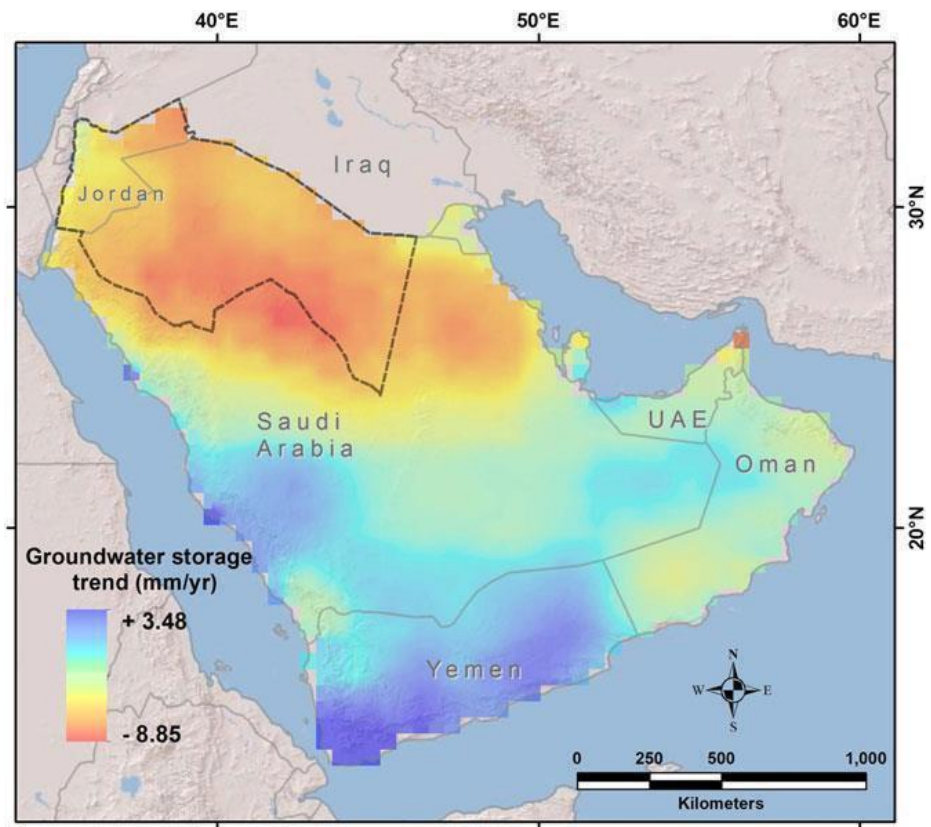 40°E
50°E
60°E
Iraq
Jordan
30°N
Saudi
Arabia
UAE
Oman
20°N
Groundwater storage
trend (mm/yr)
+ 3.48
- 8.85
Yemen
N
W
E
S
0
250
500
1,000
Kilometers